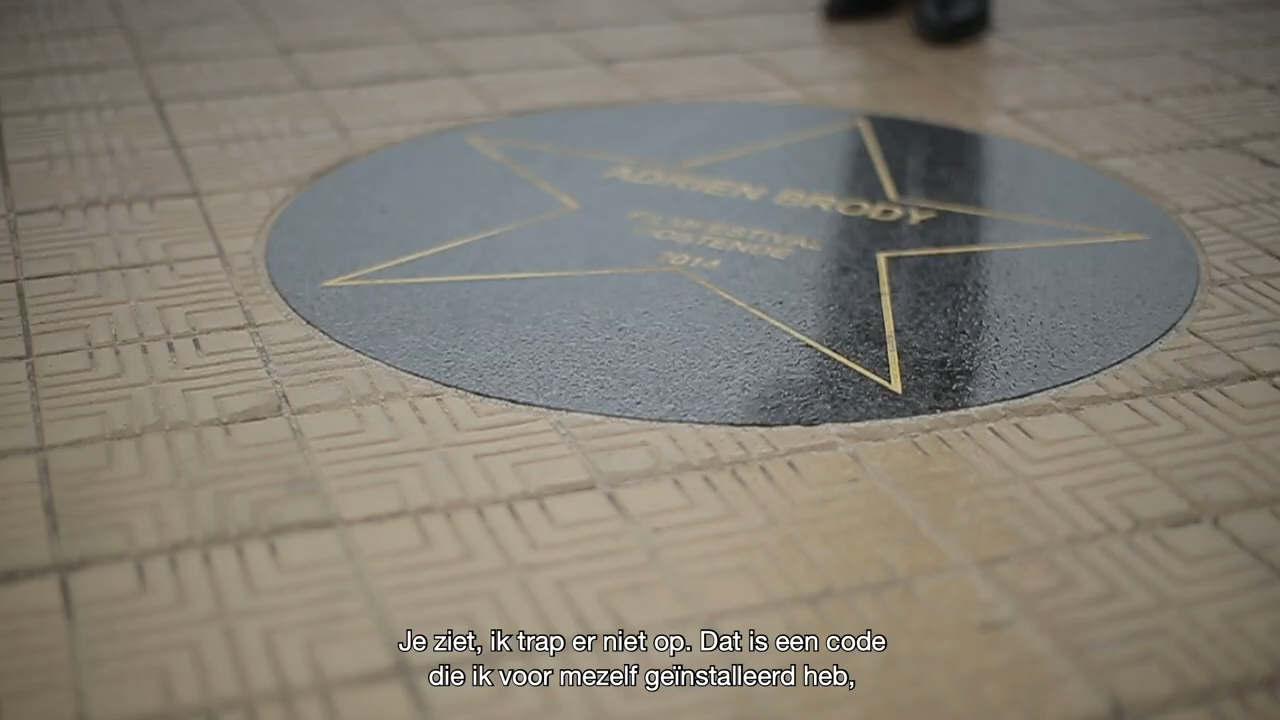 ADRIEN BRODY
FILMFESTIVAL
OOSTENDE
2014
Je ziet, ik trap er niet op. Dat is een code
die ik voor mezelf geïnstalleerd heb,